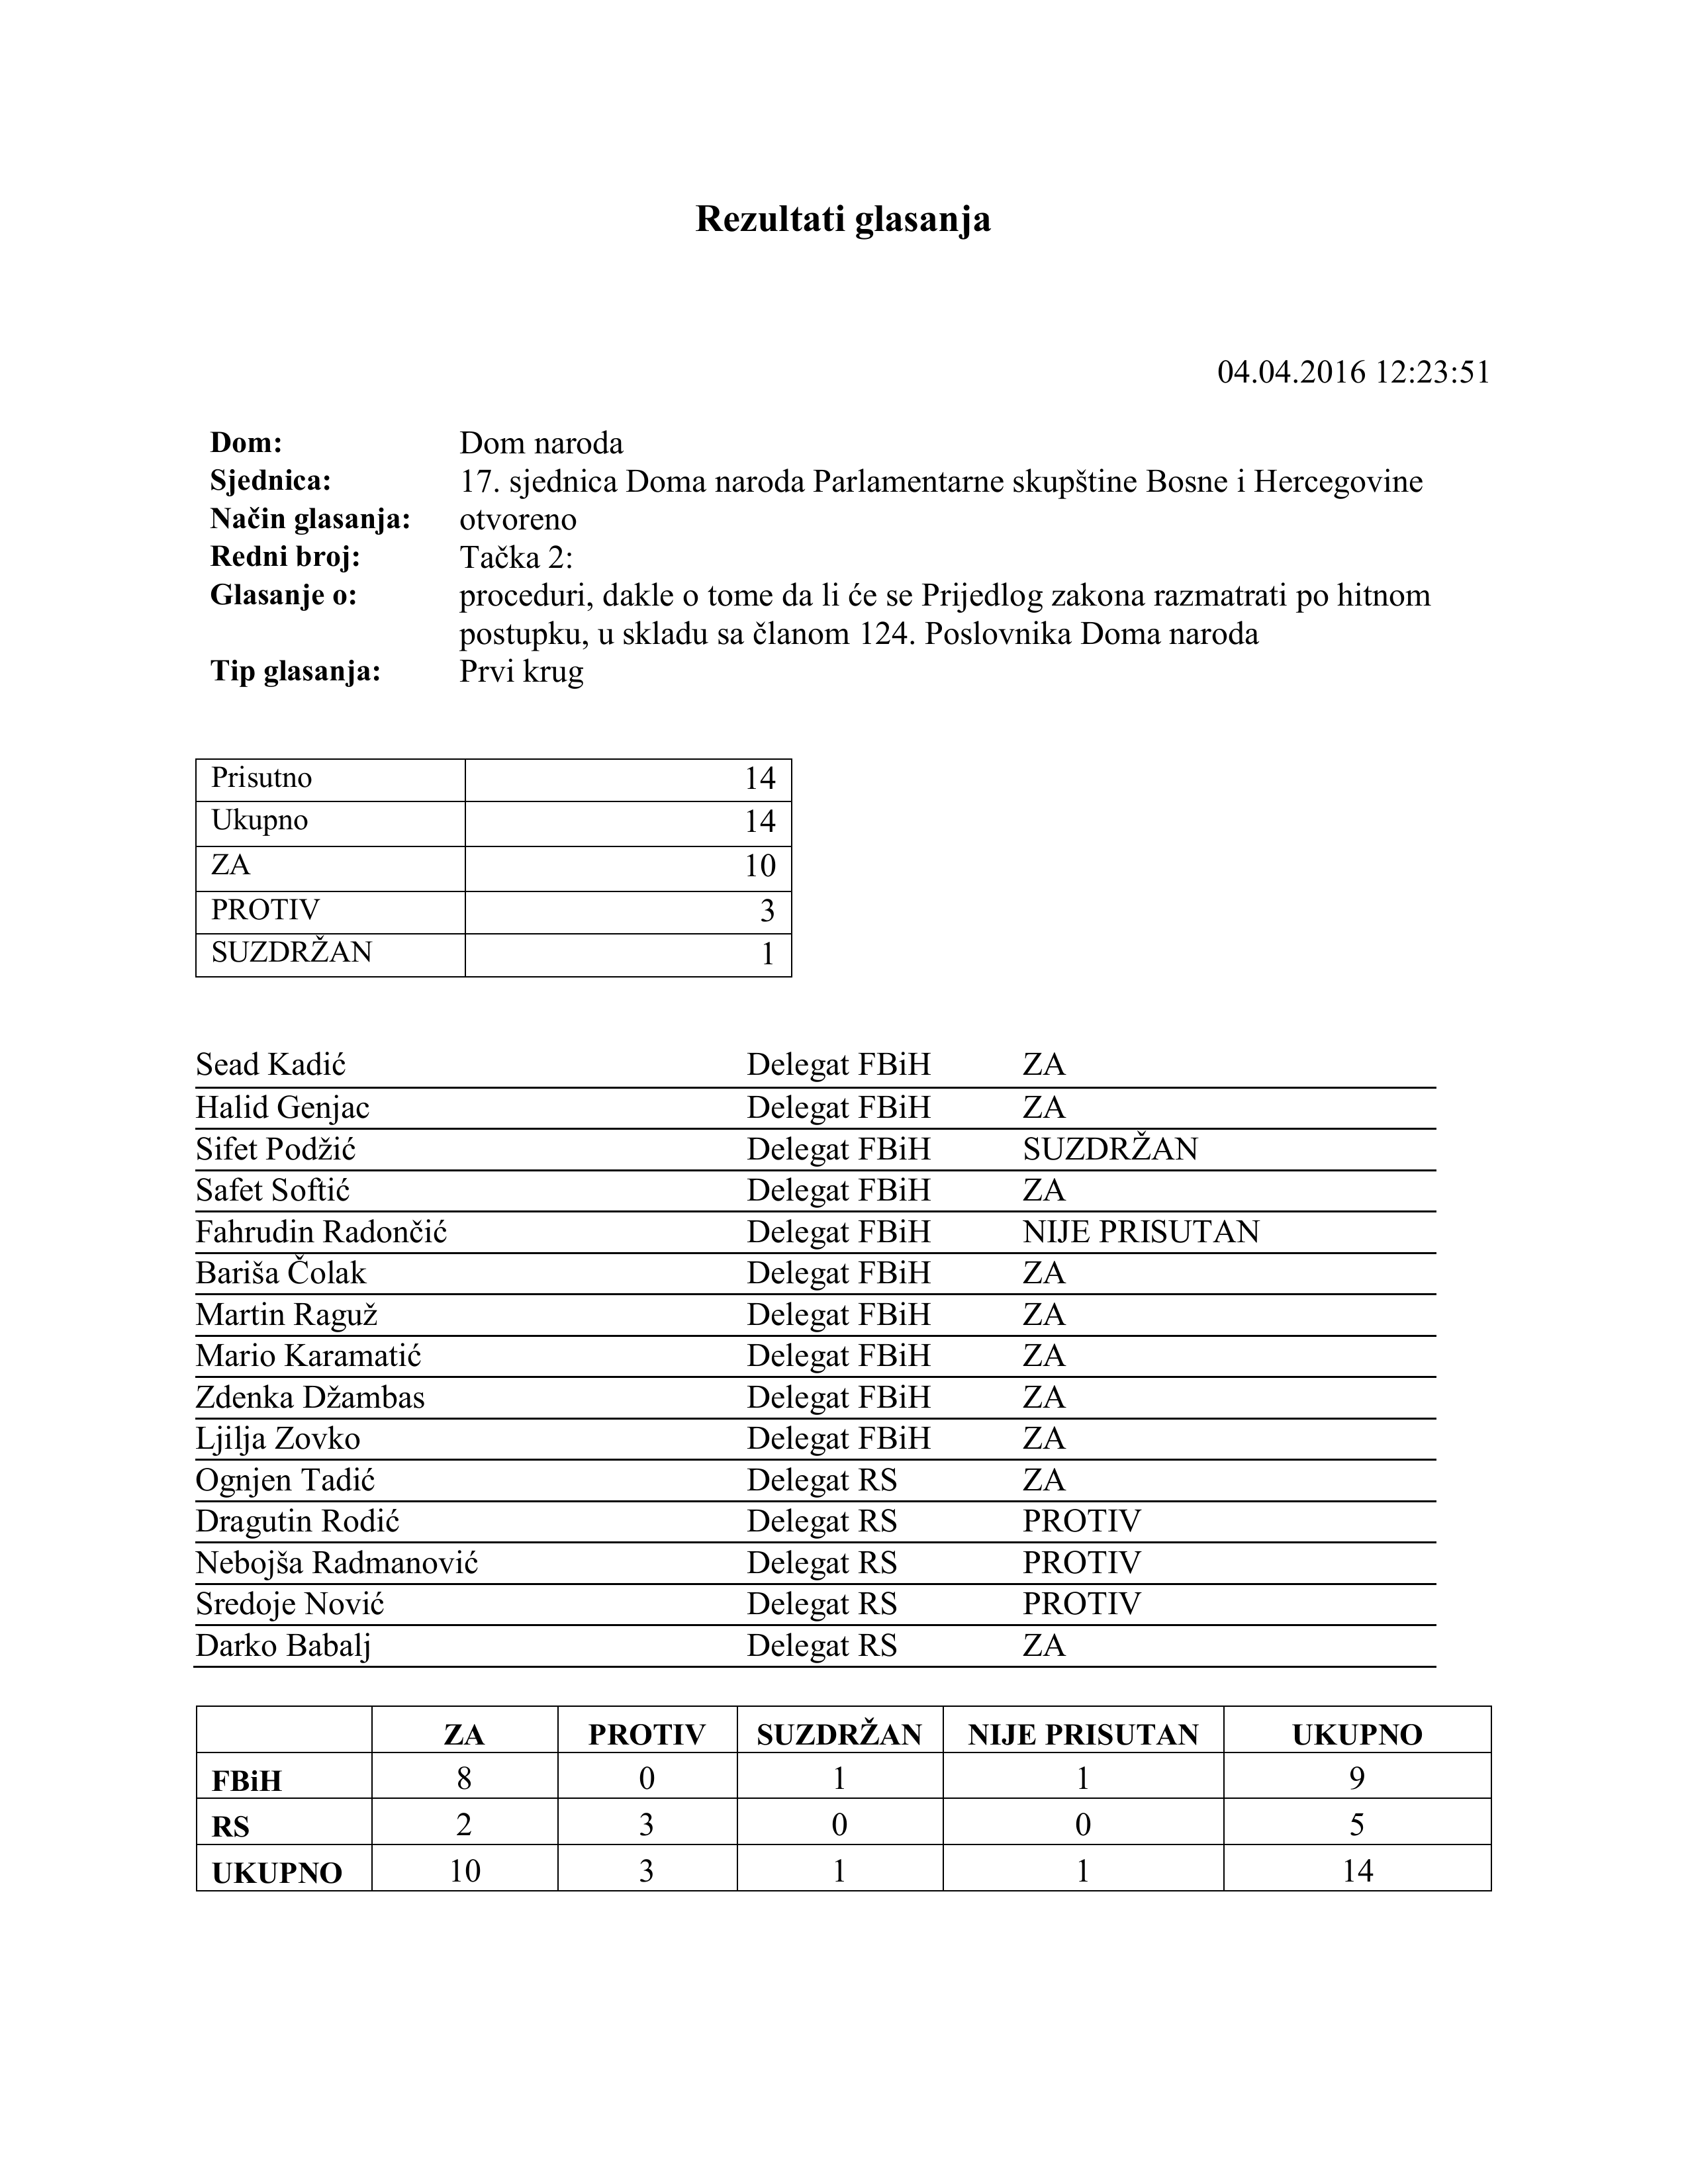 Rezultati glasanja
04.04.2016 12:23:51
Dom: Dom naroda
Sjednica: 17. sjednica Doma naroda Parlamentarne skupštine Bosne i Hercegovine
Način glasanja: otvoreno
Redni broj: Tačka 2:
Glasanje o: proceduri, dakle o tome da li će se Prijedlog zakona razmatrati po hitnom
postupku, u skladu sa članom 124. Poslovnika Doma naroda
Tip glasanja: Prvi krug
Prisutno 14
Ukupno 14
ZA 10
PROTIV 3
SUZDRŽAN 1
Sead Kadić Delegat FBiH ZA
Halid Genjac Delegat FBiH ZA
Sifet Podžić Delegat FBiH SUZDRŽAN
Safet Softić Delegat FBiH ZA
Fahrudin Radončić Delegat FBiH NIJE PRISUTAN
Bariša Čolak Delegat FBiH ZA
Martin Raguž Delegat FBiH ZA
Mario Karamatić Delegat FBiH ZA
Zdenka Džambas Delegat FBiH ZA
Ljilja Zovko Delegat FBiH ZA
Ognjen Tadić Delegat RS ZA
Dragutin Rodić Delegat RS PROTIV
Nebojša Radmanović Delegat RS PROTIV
Sredoje Nović Delegat RS PROTIV
Darko Babalj Delegat RS ZA
ZA PROTIV SUZDRŽAN NIJE PRISUTAN UKUPNO
FBiH 8 0 1 1 9
RS 2 3 0 0 5
UKUPNO 10 3 1 1 14